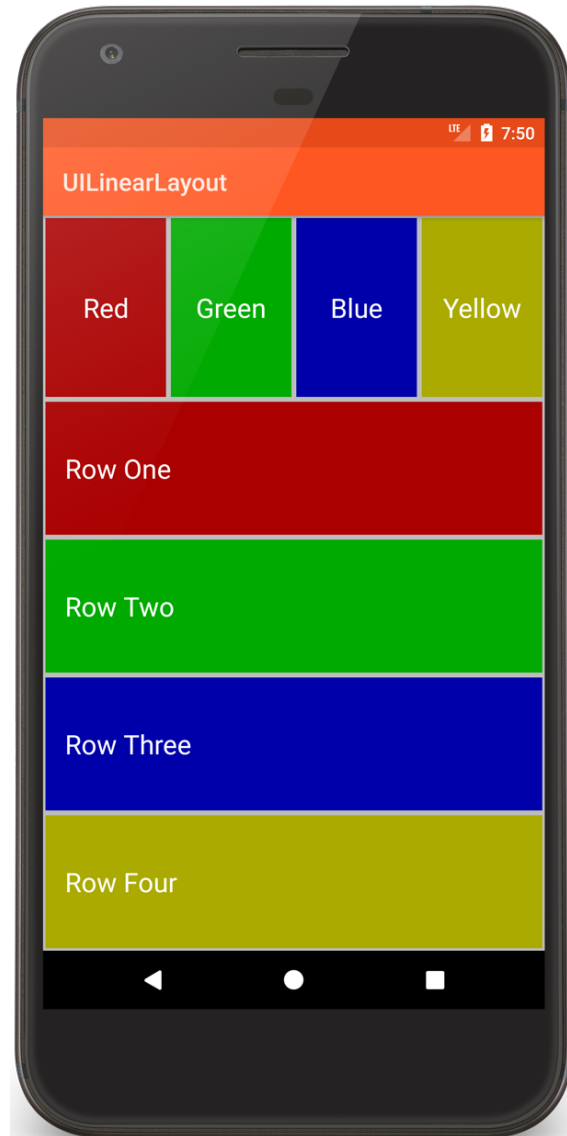 LTE 7:50
UILinearLayout
Red Green Blue Yellow
Row One
Row Two
Row Three
Row Four